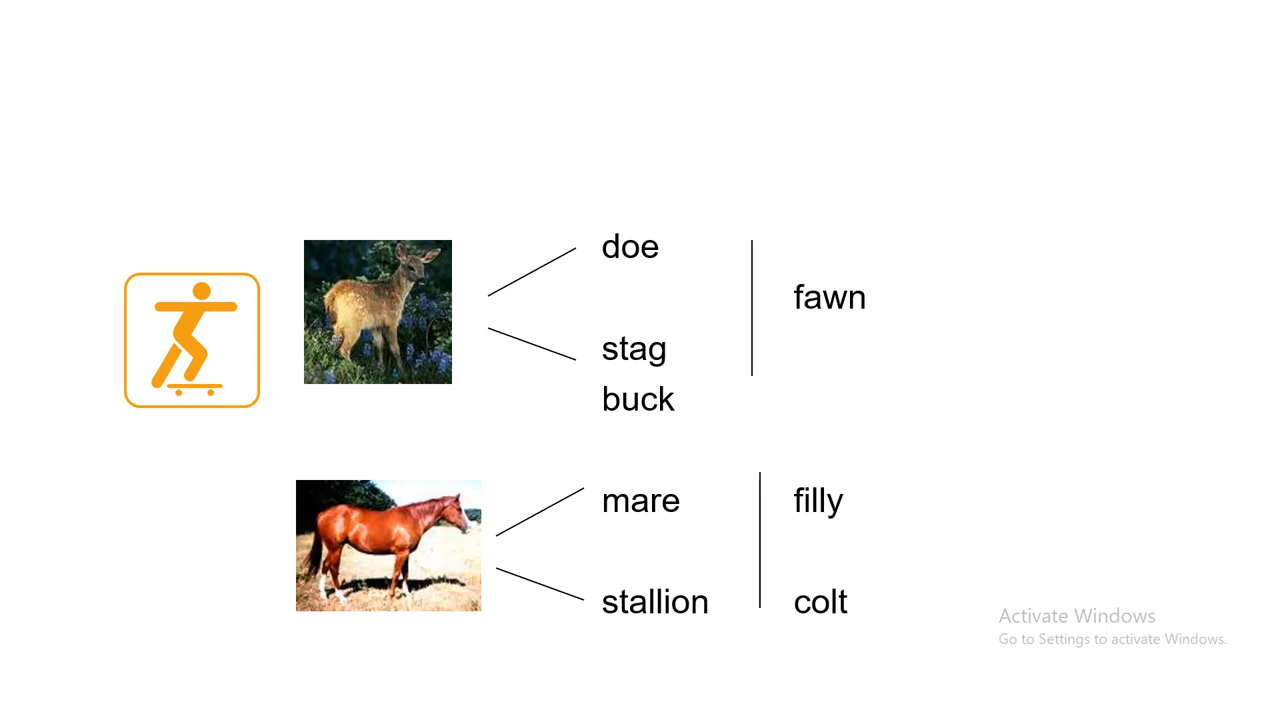 doe
fawn
stag
buck
mare
filly
stallion
colt
Activate Windows
Go to Settings to activate Windows.